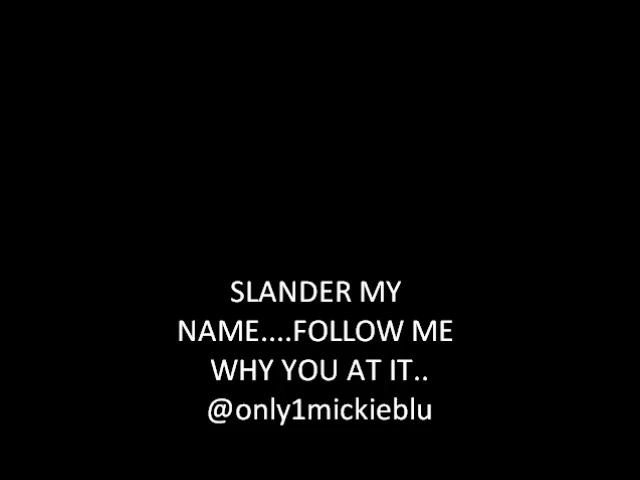 SLANDER MY
NAME....FOLLOW ME
WHY YOU AT IT..
@only1mickieblu